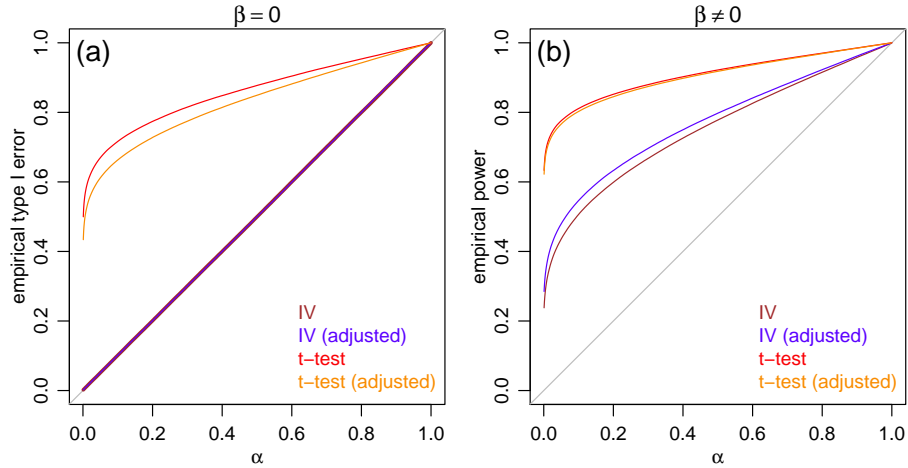 β = 0
(a)
empirical type I error
0.0 0.2 0.4 0.6 0.8 1.0
IV
IV (adjusted)
t−test
t−test (adjusted)
0.0 0.2 0.4 0.6 0.8 1.0
α
β ≠ 0
(b)
empirical power
0.0 0.2 0.4 0.6 0.8 1.0
IV
IV (adjusted)
t−test
t−test (adjusted)
0.0 0.2 0.4 0.6 0.8 1.0
α